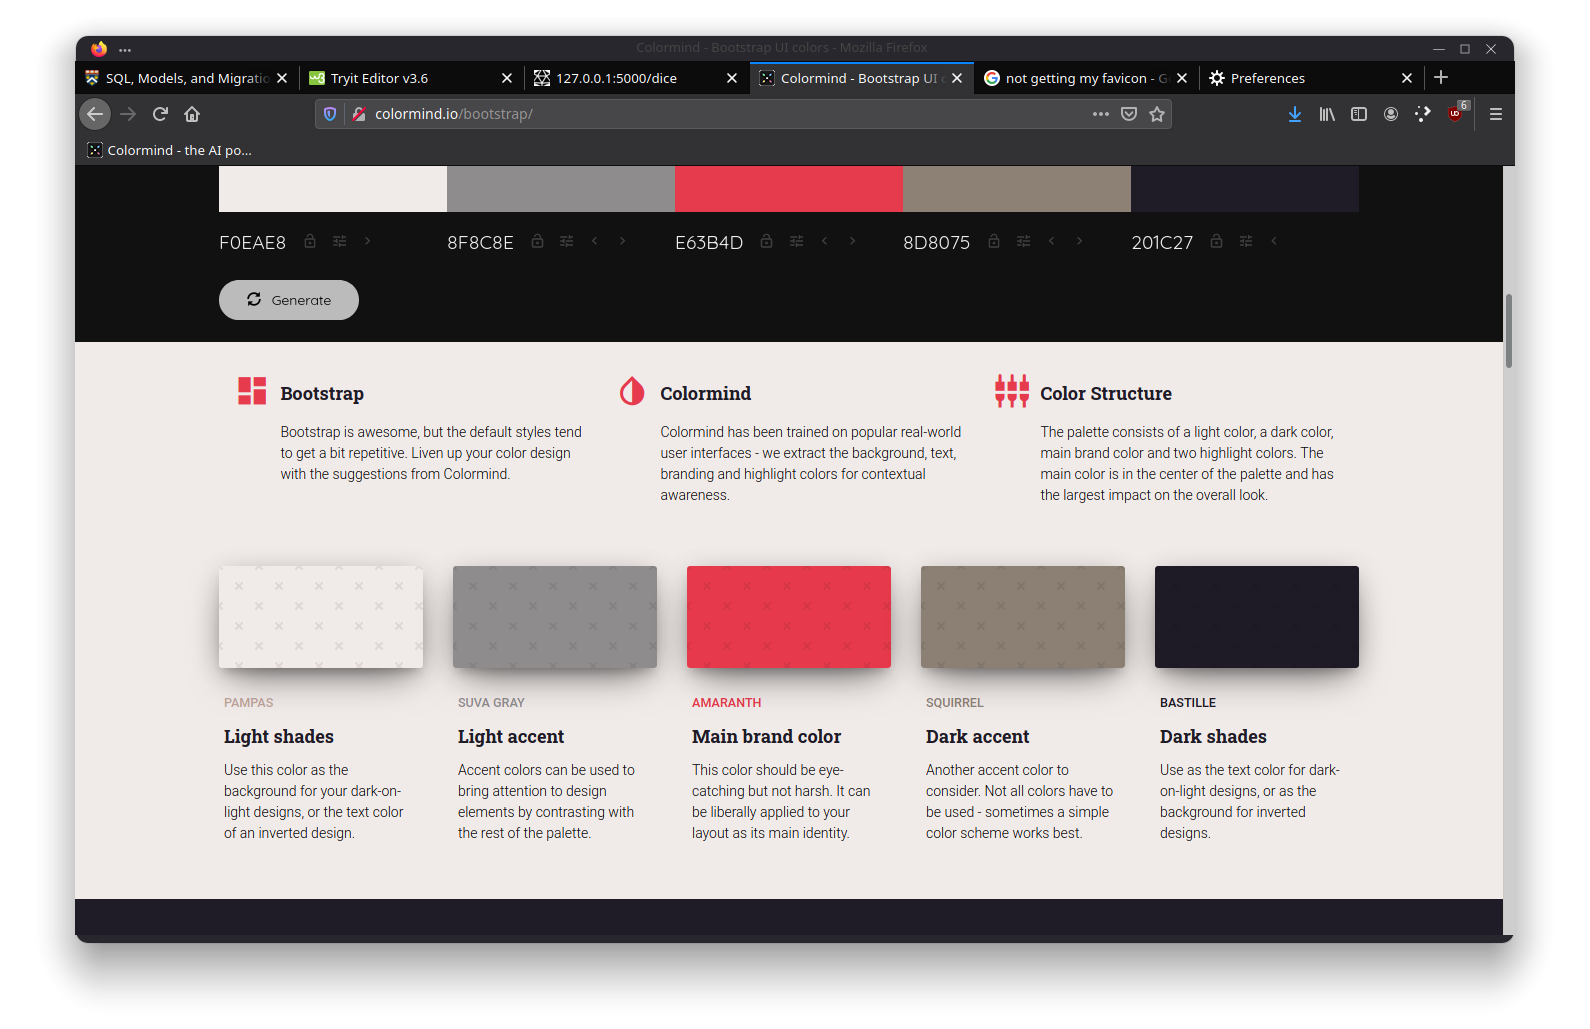 Colormind - Bootstrap UI colors - Mozilla Firefox
SQL, Models, and Migratio
Tryit Editor v3.6
127.0.0.1:5000/dice
Colormind - Bootstrap UI c
not getting my favicon - G
Preferences
colormind.io/bootstrap/
6
Colormind - the AI po...
F0EAE8
8F8C8E
E63B4D
8D8075
201C27
Generate
Bootstrap
Bootstrap is awesome, but the default styles tend
to get a bit repetitive. Liven up your color design
with the suggestions from Colormind.
Colormind
Colormind has been trained on popular real-world
user interfaces - we extract the background, text,
branding and highlight colors for contextual
awareness.
Color Structure
The palette consists of a light color, a dark color,
main brand color and two highlight colors. The
main color is in the center of the palette and has
the largest impact on the overall look.
PAMPAS
Light shades
Use this color as the
background for your dark-on-
light designs, or the text color
of an inverted design.
SUVA GRAY
Light accent
Accent colors can be used to
bring attention to design
elements by contrasting with
the rest of the palette.
AMARANTH
Main brand color
This color should be eye-
catching but not harsh. It can
be liberally applied to your
layout as its main identity.
SQUIRREL
Dark accent
Another accent color to
consider. Not all colors have to
be used - sometimes a simple
color scheme works best.
BASTILLE
Dark shades
Use as the text color for dark-
on-light designs, or as the
background for inverted
designs.